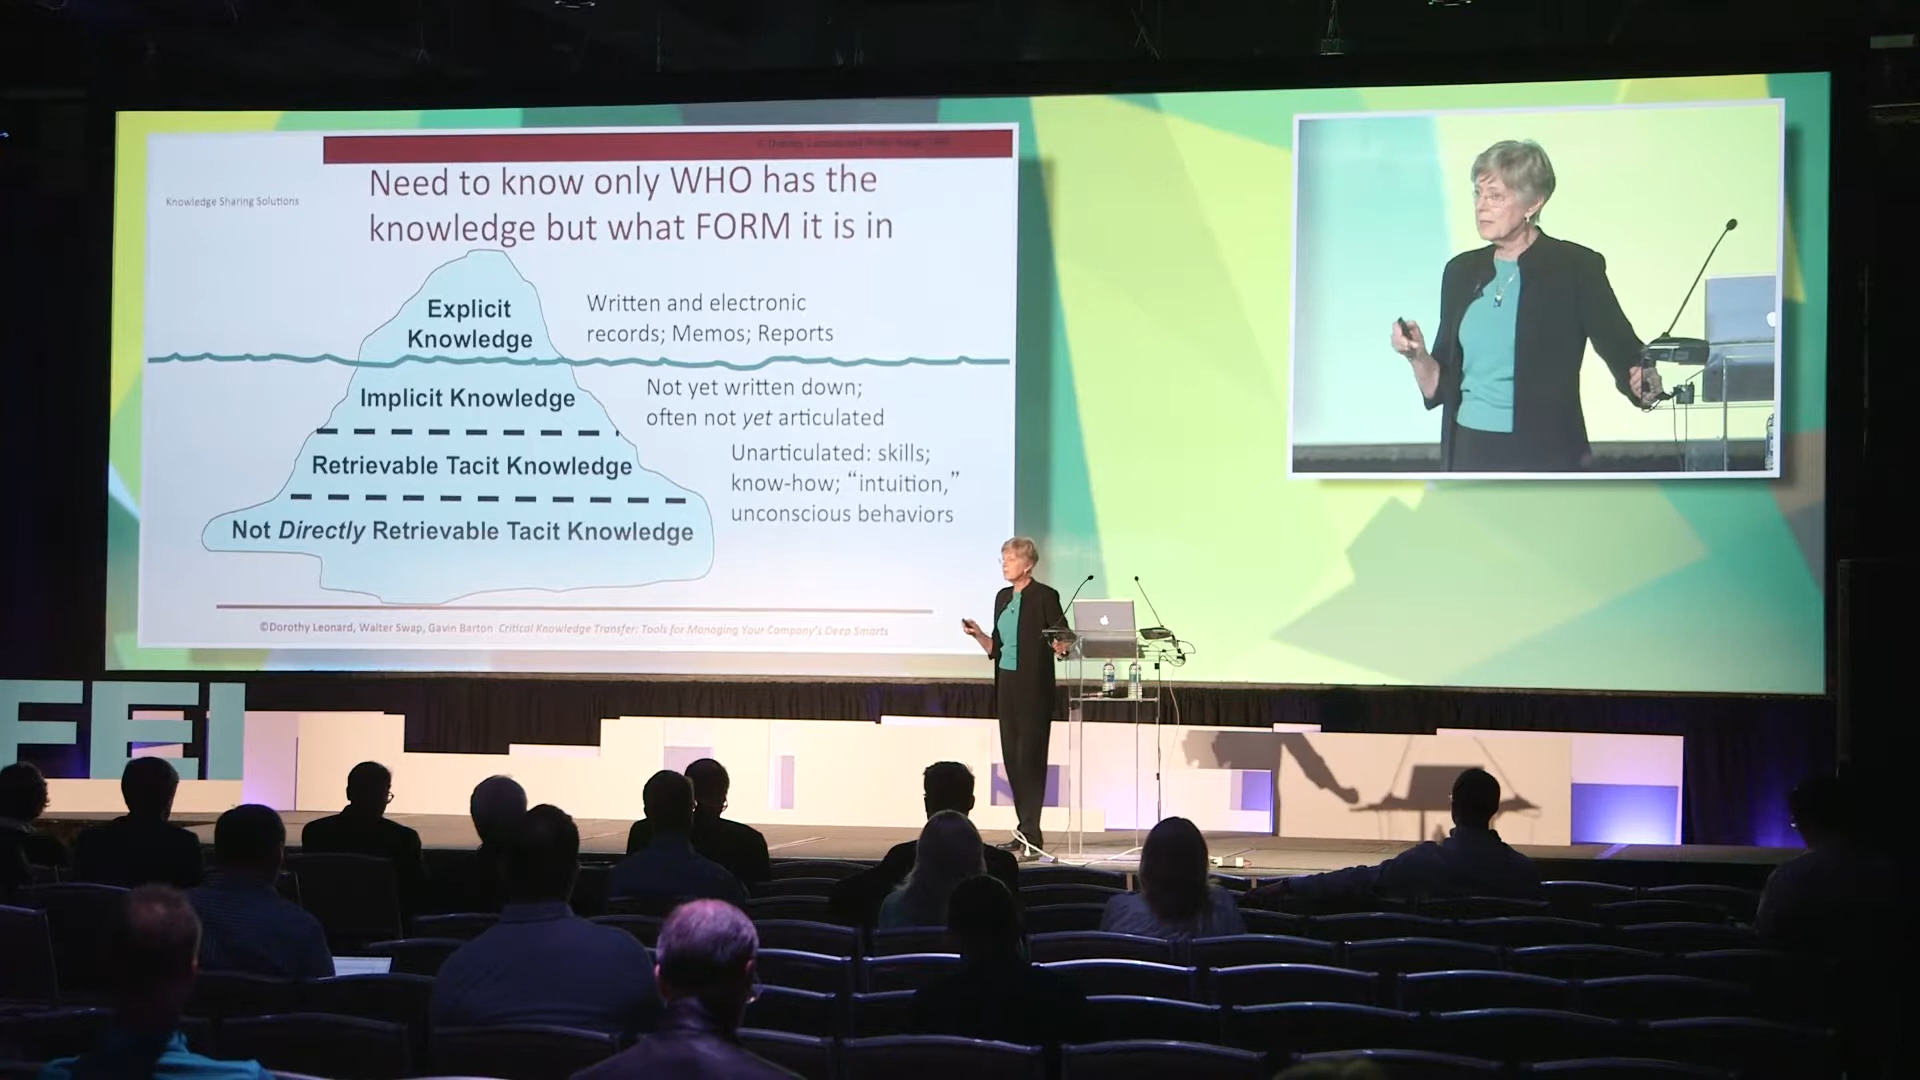 Knowledge Sharing Solutions
Need to know only WHO has the
knowledge but what FORM it is in
Explicit
Knowledge
Written and electronic
records; Memos; Reports
Implicit Knowledge
Not yet written down;
often not yet articulated
Retrievable Tacit Knowledge
Unarticulated: skills;
know-how; “intuition,”
unconscious behaviors
Not Directly Retrievable Tacit Knowledge
©Dorothy Leonard, Walter Swap, Gavin Barton Critical Knowledge Transfer: Tools for Managing Your Company's Deep Smarts
FEI